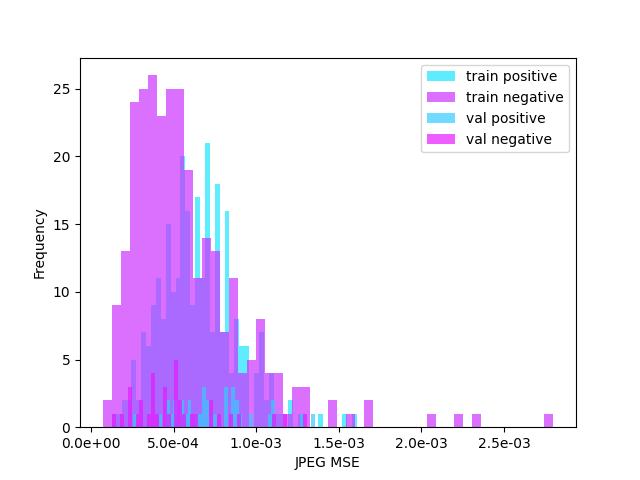 25
20
15
10
5
0
Frequency
0.0e+00
5.0e-04
1.0e-03
1.5e-03
2.0e-03
2.5e-03
JPEG MSE
train positive
train negative
val positive
val negative